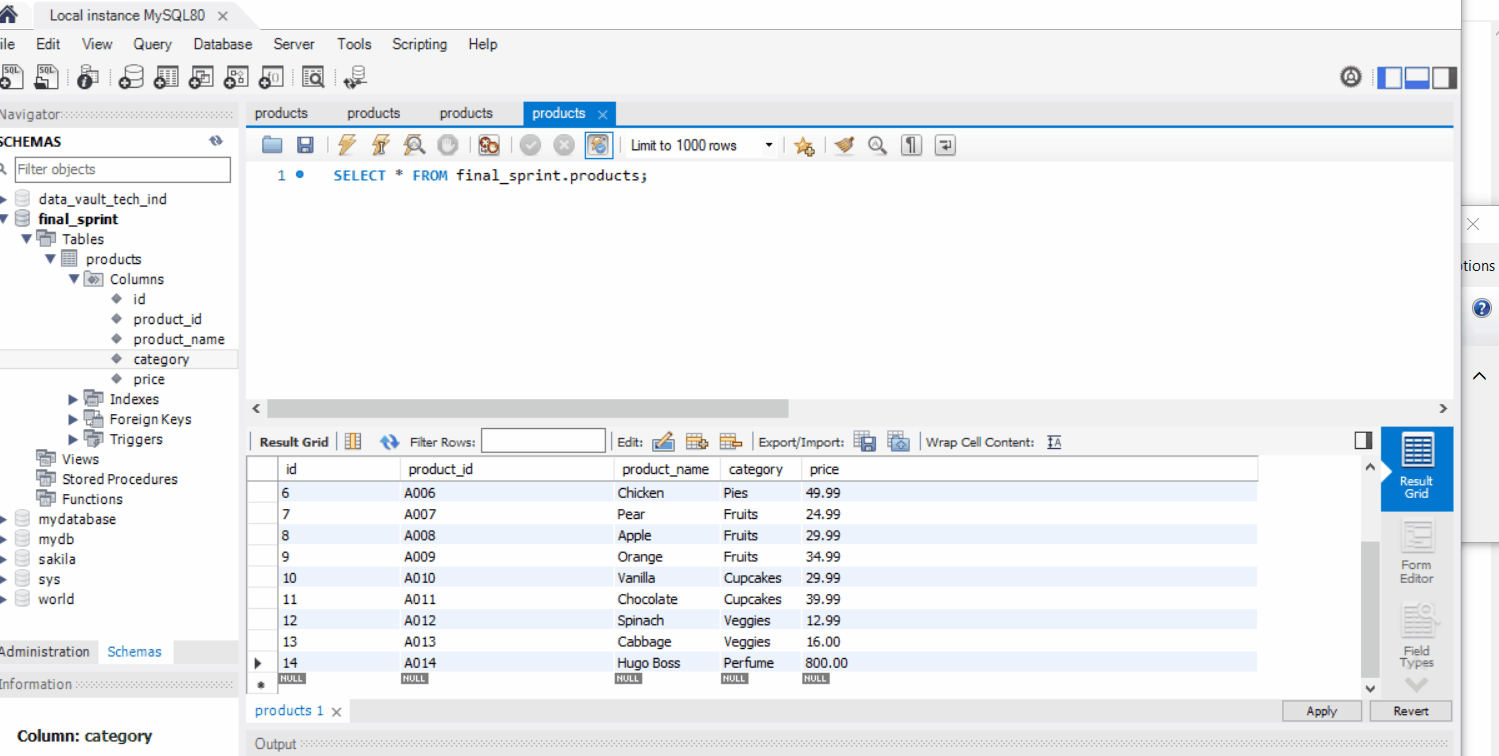 Local instance MySQL80
ile Edit View Query Database Server Tools Scripting Help
SQL SQL
Navigator
products products products products
SCHEMAS
Limit to 1000 rows
Filter objects
1 SELECT * FROM final_sprint.products;
data_vault_tech_ind
final_sprint
Tables
products
Columns
id
product_id
product_name
category
price
Indexes
Foreign Keys
Triggers
Views
Stored Procedures
Functions
mydatabase
mydb
sakila
sys
world
Administration Schemas
Information
Column: category
tions
Result Grid Filter Rows: Edit: Export/Import: Wrap Cell Content:
id product_id product_name category price
6 A006 Chicken Pies 49.99
7 A007 Pear Fruits 24.99
8 A008 Apple Fruits 29.99
9 A009 Orange Fruits 34.99
10 A010 Vanilla Cupcakes 29.99
11 A011 Chocolate Cupcakes 39.99
12 A012 Spinach Veggies 12.99
13 A013 Cabbage Veggies 16.00
14 A014 Hugo Boss Perfume 800.00
NULL NULL NULL NULL NULL
Result
Grid
Form
Editor
Field
Types
products 1
Apply Revert
Output